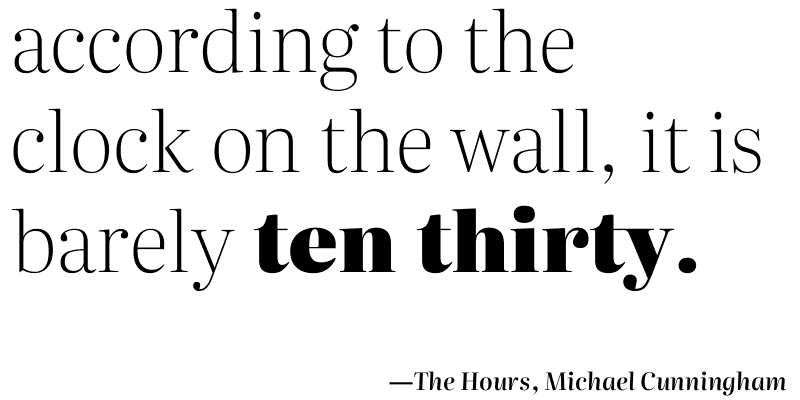 according to the
clock on the wall, it is
barely ten thirty.
—The Hours, Michael Cunningham